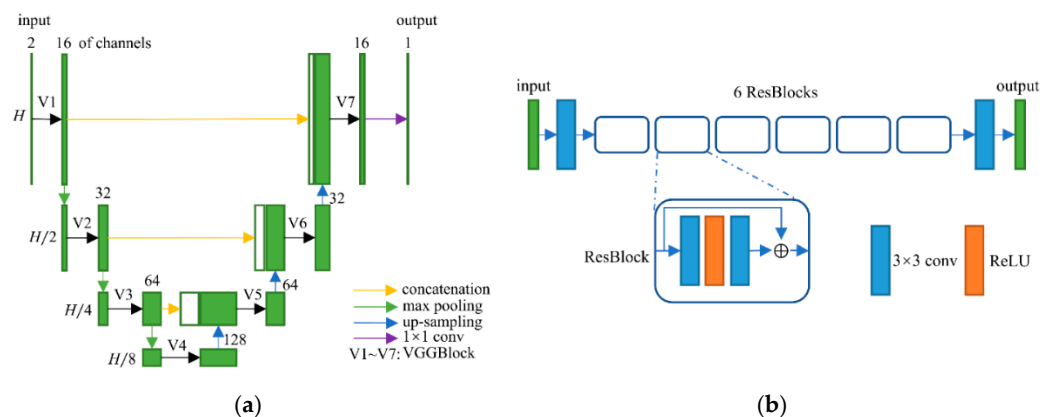 input
output
2
16
of channels
16
1
H
V1
V7
32
32
H/2
V2
V6
64
64
H/4
V3
V5
128
H/8
V4
concatenation
max pooling
up-sampling
1×1 conv
V1~V7: VGGBlock
(a)
input
6 ResBlocks
output
ResBlock
3×3 conv
ReLU
(b)